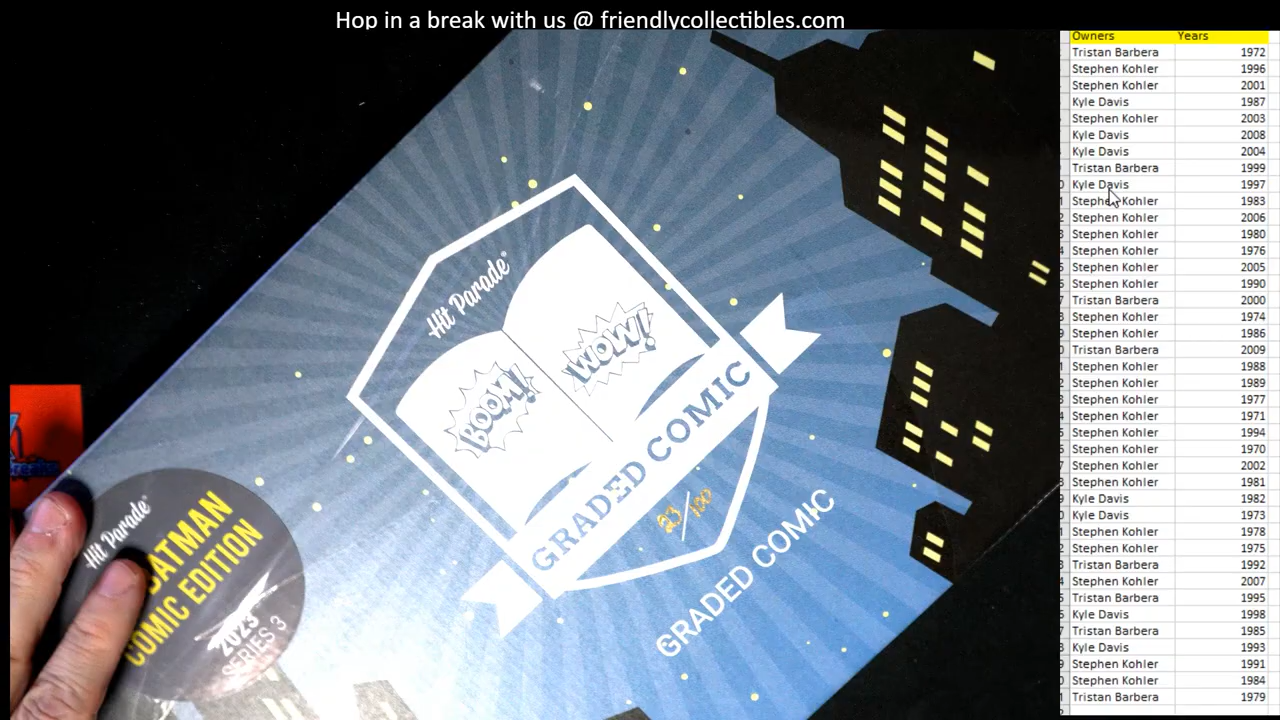 Hop in a break with us @ friendlycollectibles.com
Owners Years
Tristan Barbera 1972
Stephen Kohler 1996
Stephen Kohler 2001
Kyle Davis 1987
Stephen Kohler 2003
Kyle Davis 2008
Kyle Davis 2004
Tristan Barbera 1999
Kyle Davis 1997
Stephen Kohler 1983
Stephen Kohler 2006
Stephen Kohler 1980
Stephen Kohler 1976
Stephen Kohler 2005
Stephen Kohler 1990
Tristan Barbera 2000
Stephen Kohler 1974
Stephen Kohler 1986
Tristan Barbera 2009
Stephen Kohler 1988
Stephen Kohler 1989
Stephen Kohler 1977
Stephen Kohler 1971
Stephen Kohler 1994
Stephen Kohler 1970
Stephen Kohler 2002
Stephen Kohler 1981
Kyle Davis 1982
Kyle Davis 1973
Stephen Kohler 1978
Stephen Kohler 1975
Tristan Barbera 1992
Stephen Kohler 2007
Tristan Barbera 1995
Kyle Davis 1998
Tristan Barbera 1985
Kyle Davis 1993
Stephen Kohler 1991
Stephen Kohler 1984
Tristan Barbera 1979
Hit Parade
BOOM!
WOW!
GRADED COMIC
23/100
GRADED COMIC
Hit Parade
BATMAN
COMIC EDITION
2023
SERIES 3